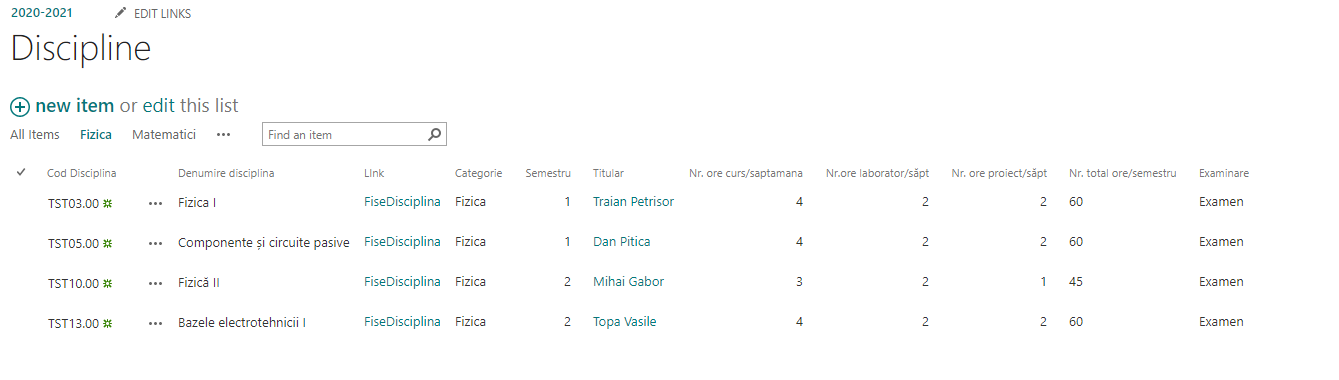 2020-2021 EDIT LINKS
Discipline
new item or edit this list
All Items Fizica Matematici ... Find an item
Cod Disciplina Denumire disciplina Link Categorie Semestru Titular Nr. ore curs/saptamana Nr.ore laborator/săpt Nr. ore proiect/săpt Nr. total ore/semestru Examinare
TST03.00 ... Fizica I FiseDisciplina Fizica 1 Traian Petrisor 4 2 2 60 Examen
TST05.00 ... Componente și circuite pasive FiseDisciplina Fizica 1 Dan Pitica 4 2 2 60 Examen
TST10.00 ... Fizică II FiseDisciplina Fizica 2 Mihai Gabor 3 2 1 45 Examen
TST13.00 ... Bazele electrotehnicii I FiseDisciplina Fizica 2 Topa Vasile 4 2 2 60 Examen